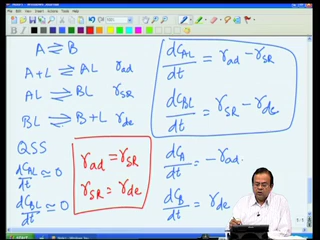 A ⇌ B
A + L ⇌ AL r_ad
AL ⇌ BL r_SR
BL ⇌ B + L r_de
QSS
dC_AL/dt ≃ 0
dC_BL/dt ≃ 0
r_ad = r_SR
r_SR = r_de
dC_AL/dt = r_ad − r_SR
dC_BL/dt = r_SR − r_de
dC_A/dt = −r_ad
dC_B/dt = r_de